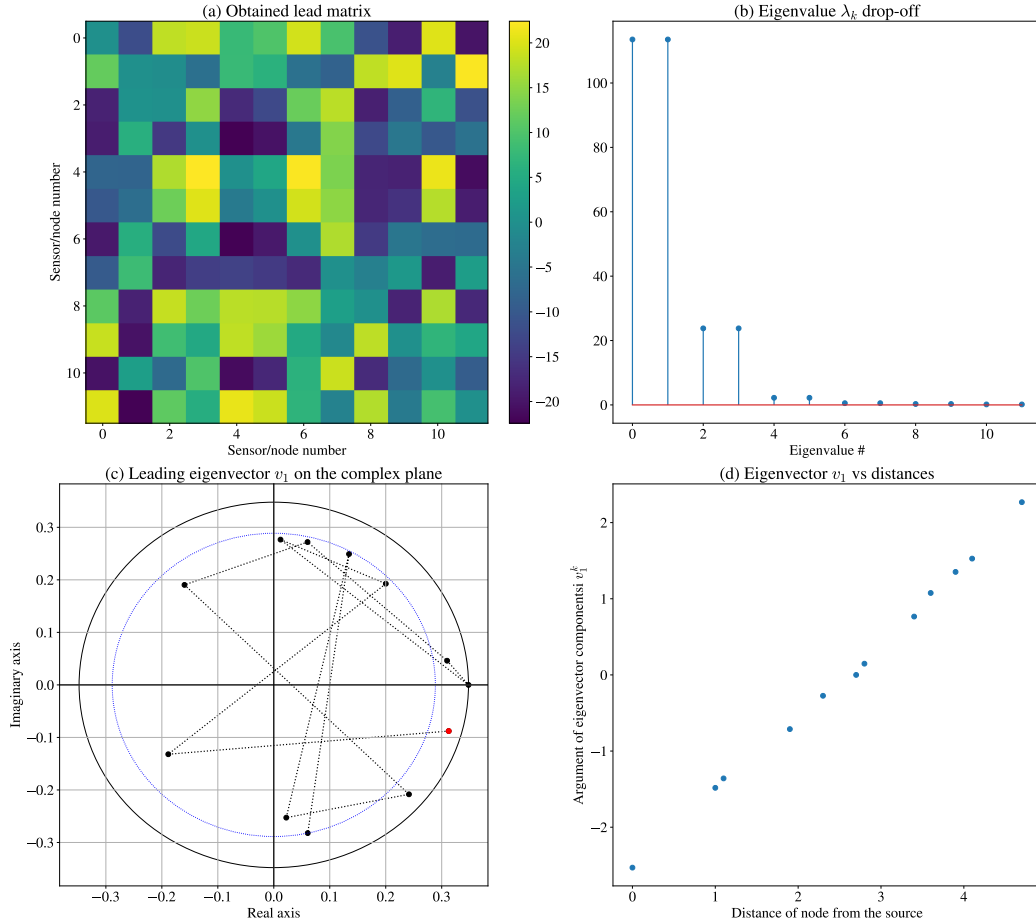 (a) Obtained lead matrix
0
2
4
6
8
10
Sensor/node number
0 2 4 6 8 10
Sensor/node number
20
15
10
5
0
−5
−10
−15
−20
(b) Eigenvalue λk drop-off
100
80
60
40
20
0
0 2 4 6 8 10
Eigenvalue #
(c) Leading eigenvector v1 on the complex plane
0.3
0.2
0.1
0.0
−0.1
−0.2
−0.3
Imaginary axis
−0.3 −0.2 −0.1 0.0 0.1 0.2 0.3
Real axis
(d) Eigenvector v1 vs distances
2
1
0
−1
−2
Argument of eigenvector componentsi v1^k
0 1 2 3 4
Distance of node from the source